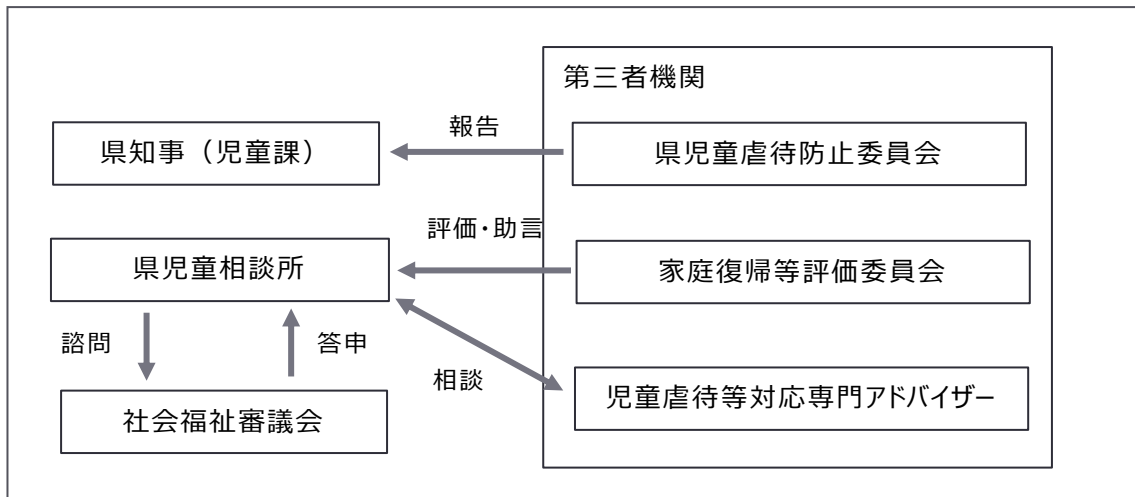 第三者機関
報告
県知事（児童課）
県児童虐待防止委員会
評価・助言
県児童相談所
家庭復帰等評価委員会
諮問
答申
相談
児童虐待等対応専門アドバイザー
社会福祉審議会